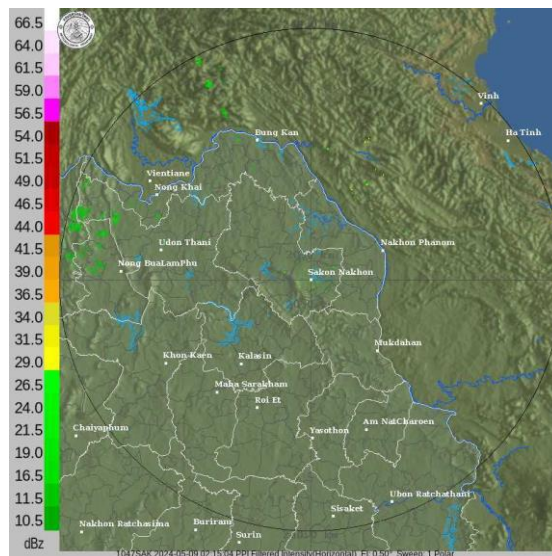 66.5
64.0
61.5
59.0
56.5
54.0
51.5
49.0
46.5
44.0
41.5
39.0
36.5
34.0
31.5
29.0
26.5
24.0
21.5
19.0
16.5
14.0
11.5
10.5
dBz
Vinh
Ha Tinh
Bung Kan
Vientiane
Nong Khai
Udon Thani
Nakhon Phanom
Nong BuaLamPhu
Sakon Nakhon
Mukdahan
Khon Kaen
Kalasin
Maha Sarakham
Roi Et
Chaiyaphum
Yasothon
Am NatCharoen
Ubon Ratchathani
Sisaket
Nakhon Ratchasima
Buriram
Surin